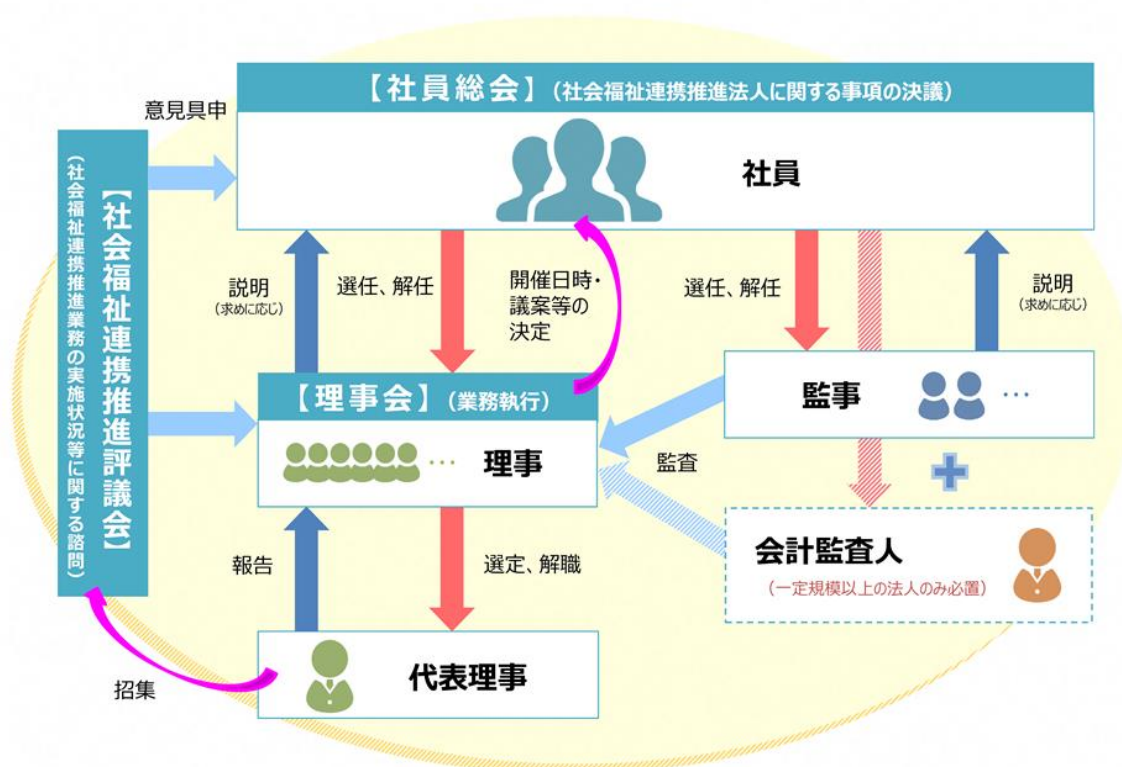 【社員総会】（社会福祉連携推進法人に関する事項の決議）
社員
意見具申
【社会福祉連携推進評議会】
（社会福祉連携推進業務の実施状況等に関する諮問）
説明
（求めに応じ）
選任、解任
開催日時・
議案等の
決定
選任、解任
説明
（求めに応じ）
【理事会】（業務執行）
… 理事
監事 …
監査
会計監査人
（一定規模以上の法人のみ必置）
報告
選定、解職
代表理事
招集